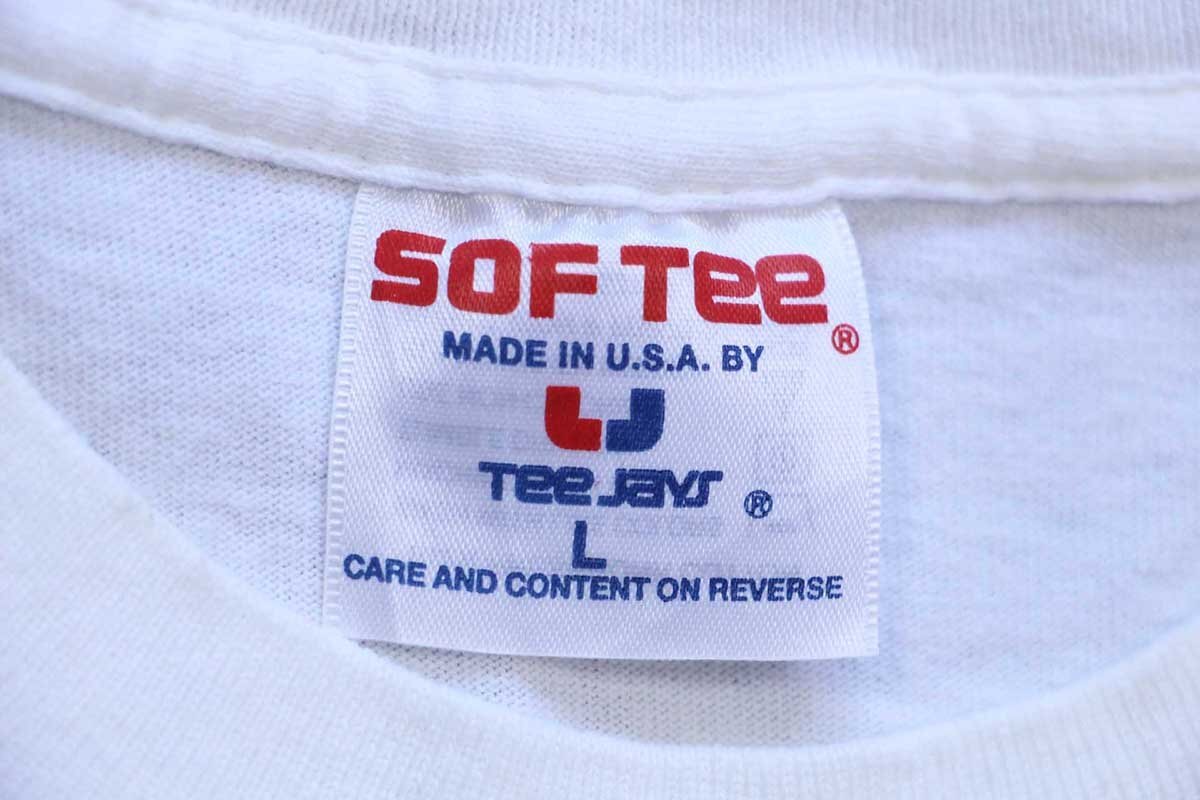 SOF TEE ®
MADE IN U.S.A. BY
TEE JAYS ®
L
CARE AND CONTENT ON REVERSE